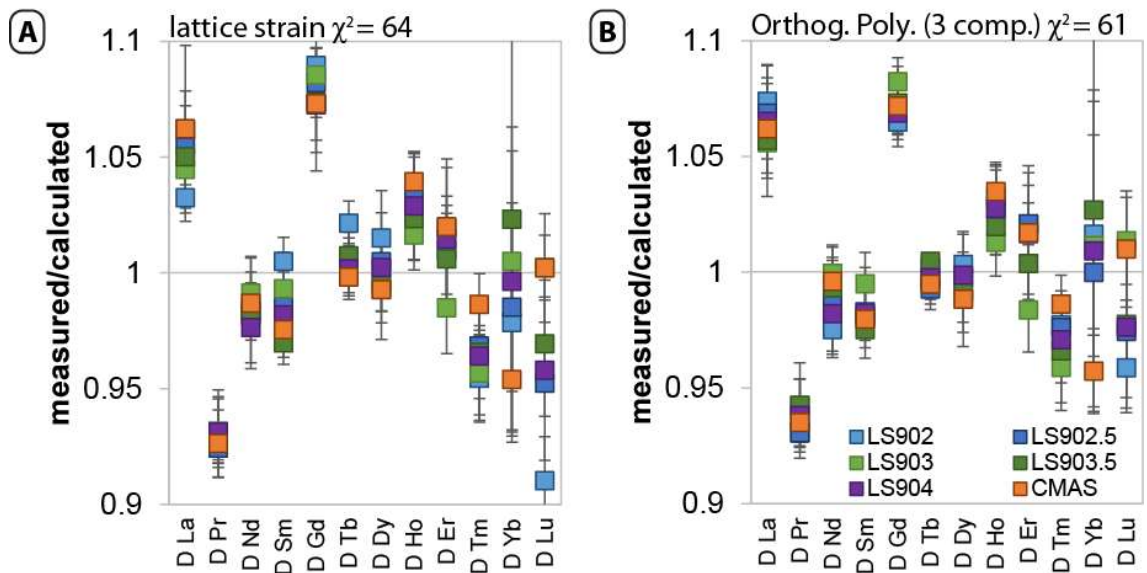 A
lattice strain χ² = 64
1.1
1.05
1
0.95
0.9
measured/calculated
D La
D Pr
D Nd
D Sm
D Gd
D Tb
D Dy
D Ho
D Er
D Tm
D Yb
D Lu
B
Orthog. Poly. (3 comp.) χ² = 61
1.1
1.05
1
0.95
0.9
measured/calculated
LS902
LS902.5
LS903
LS903.5
LS904
CMAS
D La
D Pr
D Nd
D Sm
D Gd
D Tb
D Dy
D Ho
D Er
D Tm
D Yb
D Lu